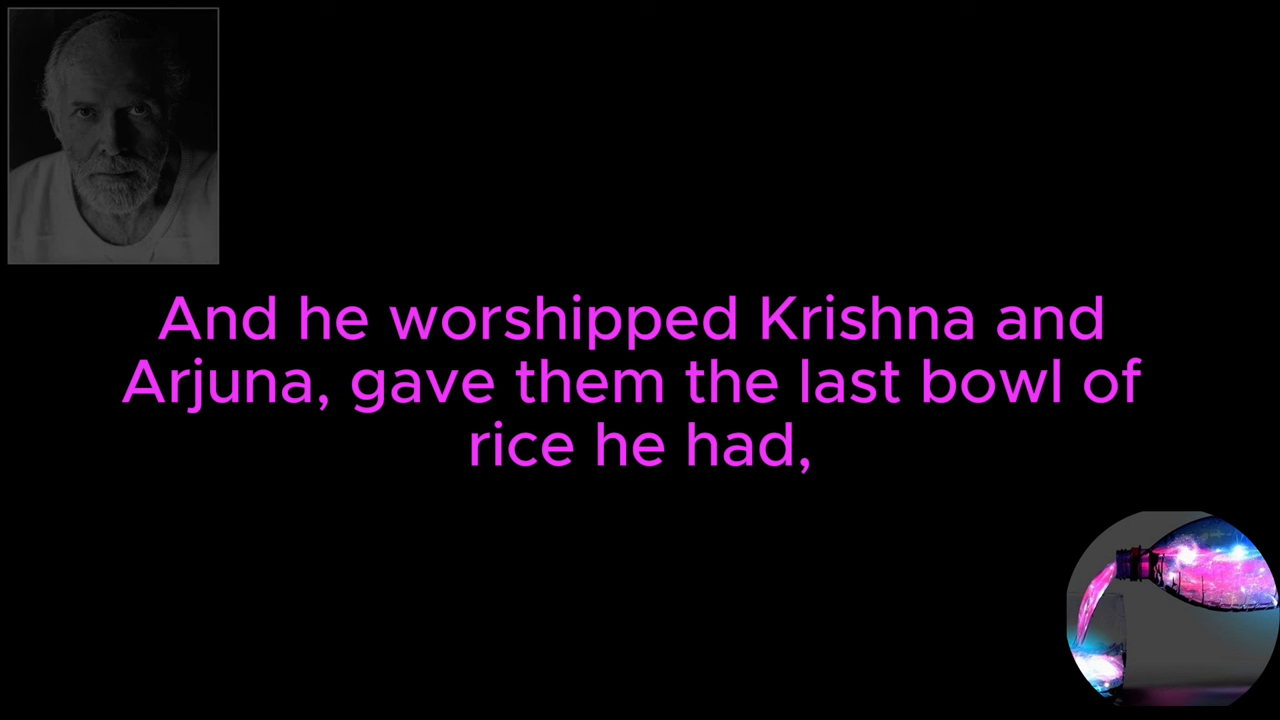 And he worshipped Krishna and
Arjuna, gave them the last bowl of
rice he had,